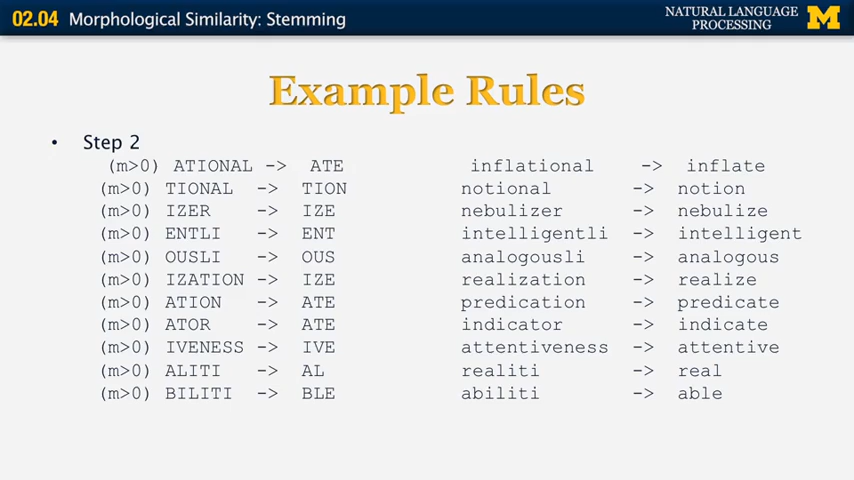 02.04 Morphological Similarity: Stemming
NATURAL LANGUAGE
PROCESSING M
Example Rules
• Step 2
(m>0) ATIONAL -> ATE inflational -> inflate
(m>0) TIONAL -> TION notional -> notion
(m>0) IZER -> IZE nebulizer -> nebulize
(m>0) ENTLI -> ENT intelligentli -> intelligent
(m>0) OUSLI -> OUS analogousli -> analogous
(m>0) IZATION -> IZE realization -> realize
(m>0) ATION -> ATE predication -> predicate
(m>0) ATOR -> ATE indicator -> indicate
(m>0) IVENESS -> IVE attentiveness -> attentive
(m>0) ALITI -> AL realiti -> real
(m>0) BILITI -> BLE abiliti -> able